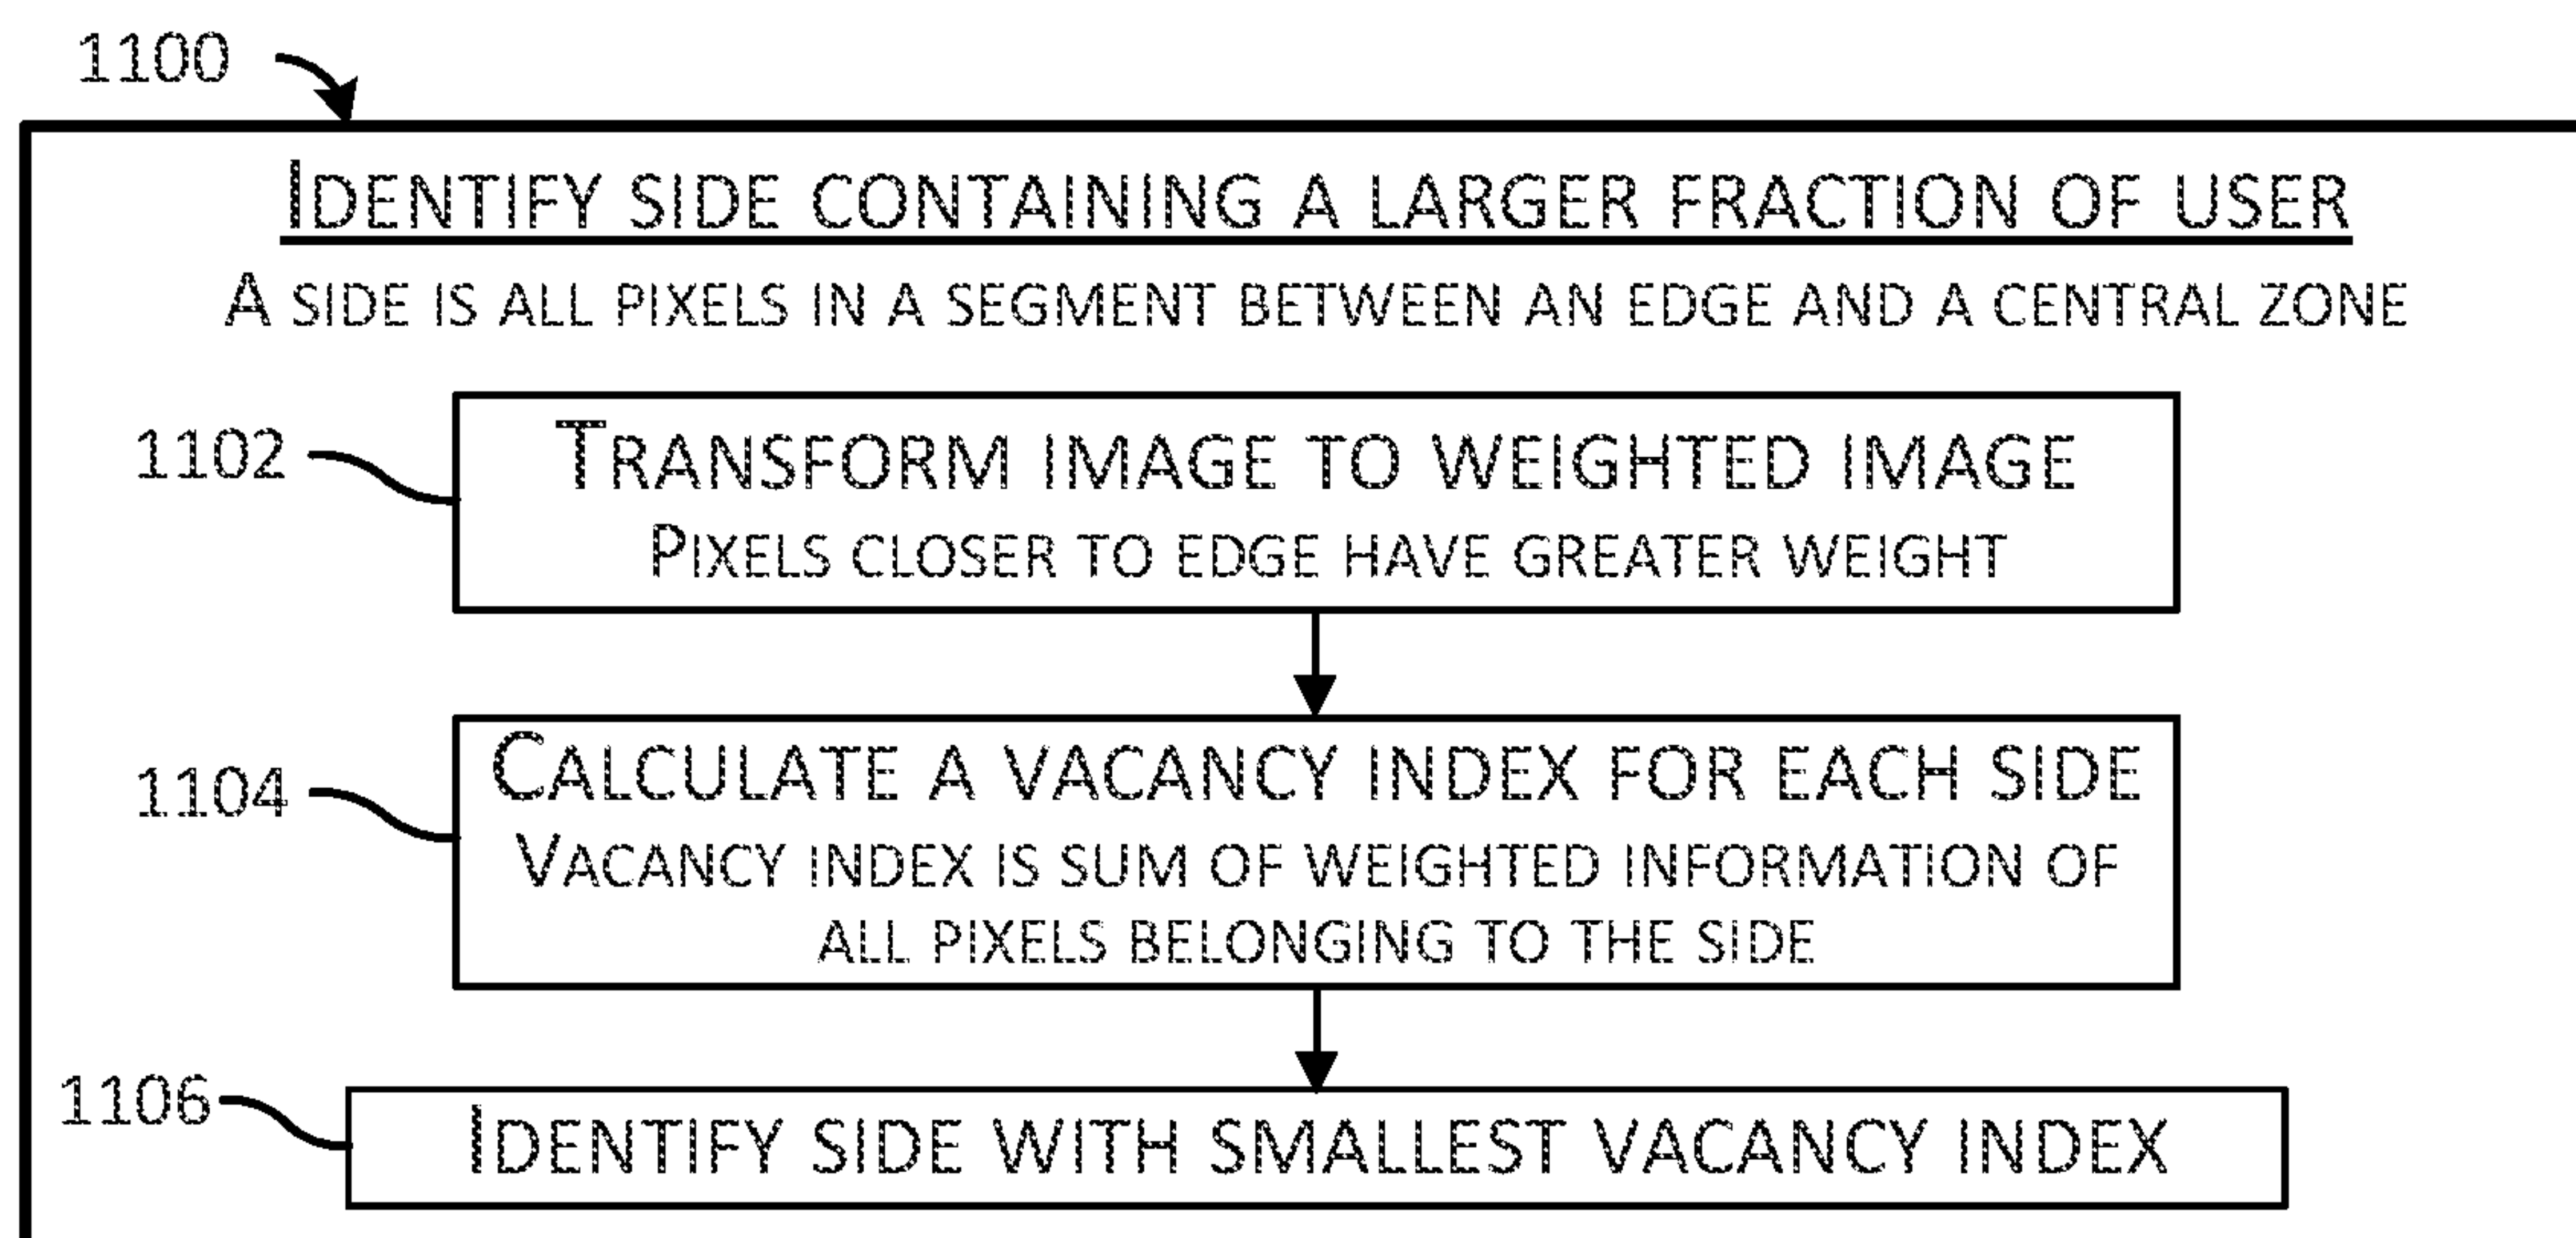 1100
IDENTIFY SIDE CONTAINING A LARGER FRACTION OF USER
A SIDE IS ALL PIXELS IN A SEGMENT BETWEEN AN EDGE AND A CENTRAL ZONE
1102
TRANSFORM IMAGE TO WEIGHTED IMAGE
PIXELS CLOSER TO EDGE HAVE GREATER WEIGHT
1104
CALCULATE A VACANCY INDEX FOR EACH SIDE
VACANCY INDEX IS SUM OF WEIGHTED INFORMATION OF
ALL PIXELS BELONGING TO THE SIDE
1106
IDENTIFY SIDE WITH SMALLEST VACANCY INDEX